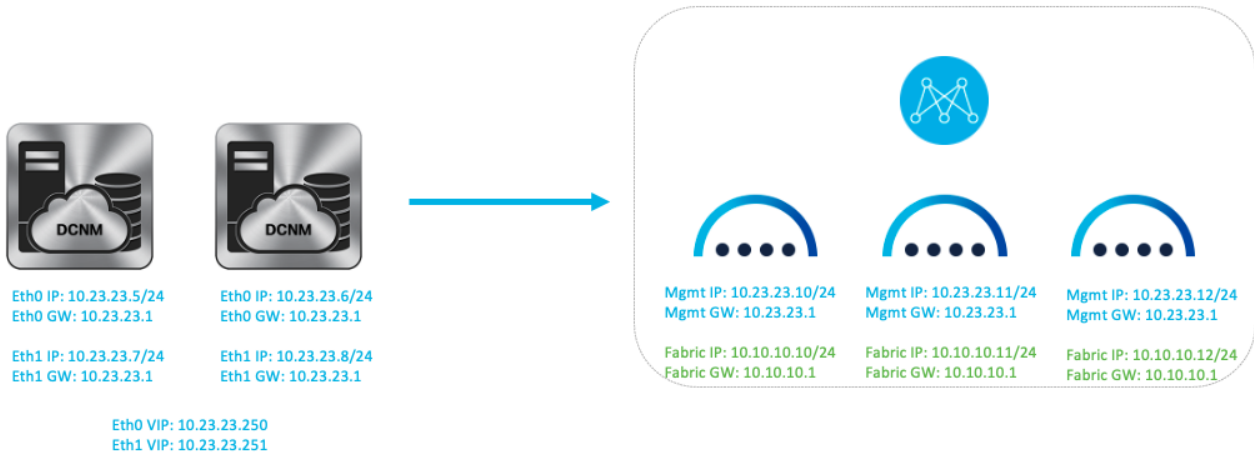 DCNM
DCNM
Eth0 IP: 10.23.23.5/24
Eth0 GW: 10.23.23.1
Eth1 IP: 10.23.23.7/24
Eth1 GW: 10.23.23.1
Eth0 IP: 10.23.23.6/24
Eth0 GW: 10.23.23.1
Eth1 IP: 10.23.23.8/24
Eth1 GW: 10.23.23.1
Eth0 VIP: 10.23.23.250
Eth1 VIP: 10.23.23.251
Mgmt IP: 10.23.23.10/24
Mgmt GW: 10.23.23.1
Fabric IP: 10.10.10.10/24
Fabric GW: 10.10.10.1
Mgmt IP: 10.23.23.11/24
Mgmt GW: 10.23.23.1
Fabric IP: 10.10.10.11/24
Fabric GW: 10.10.10.1
Mgmt IP: 10.23.23.12/24
Mgmt GW: 10.23.23.1
Fabric IP: 10.10.10.12/24
Fabric GW: 10.10.10.1